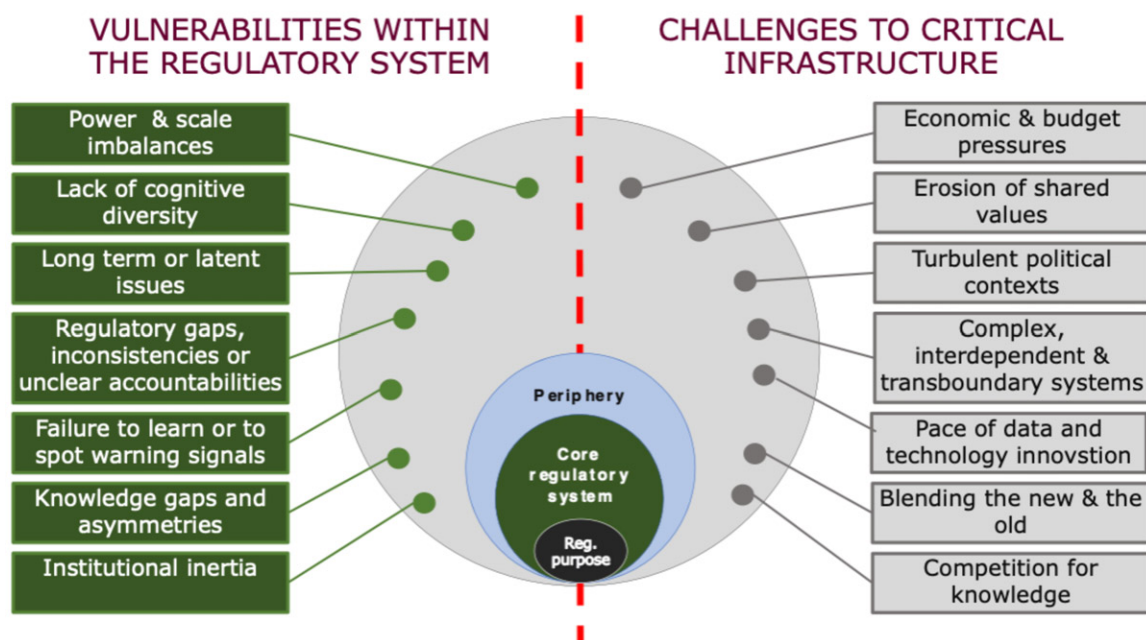 VULNERABILITIES WITHIN
THE REGULATORY SYSTEM
Power & scale
imbalances
Lack of cognitive
diversity
Long term or latent
issues
Regulatory gaps,
inconsistencies or
unclear accountabilities
Failure to learn or to
spot warning signals
Knowledge gaps and
asymmetries
Institutional inertia
Periphery
Core
regulatory
system
Reg.
purpose
CHALLENGES TO CRITICAL
INFRASTRUCTURE
Economic & budget
pressures
Erosion of shared
values
Turbulent political
contexts
Complex,
interdependent &
transboundary systems
Pace of data and
technology innovstion
Blending the new & the
old
Competition for
knowledge